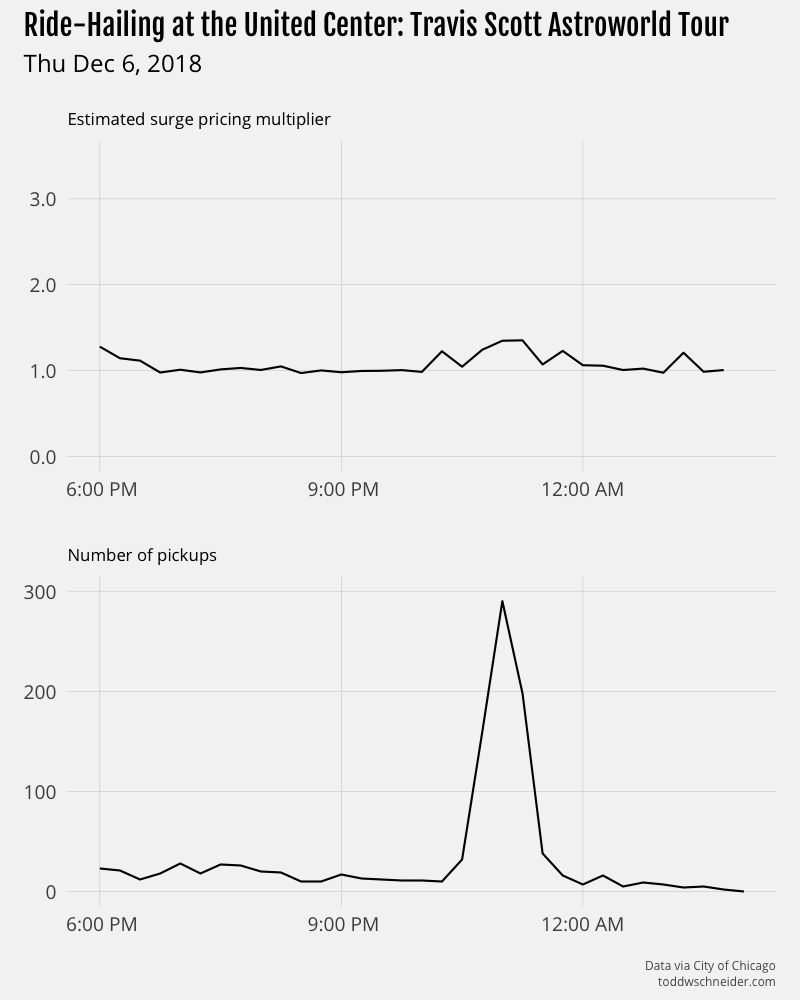 Ride-Hailing at the United Center: Travis Scott Astroworld Tour
Thu Dec 6, 2018
Estimated surge pricing multiplier
3.0
2.0
1.0
0.0
6:00 PM 9:00 PM 12:00 AM
Number of pickups
300
200
100
0
6:00 PM 9:00 PM 12:00 AM
Data via City of Chicago
toddwschneider.com